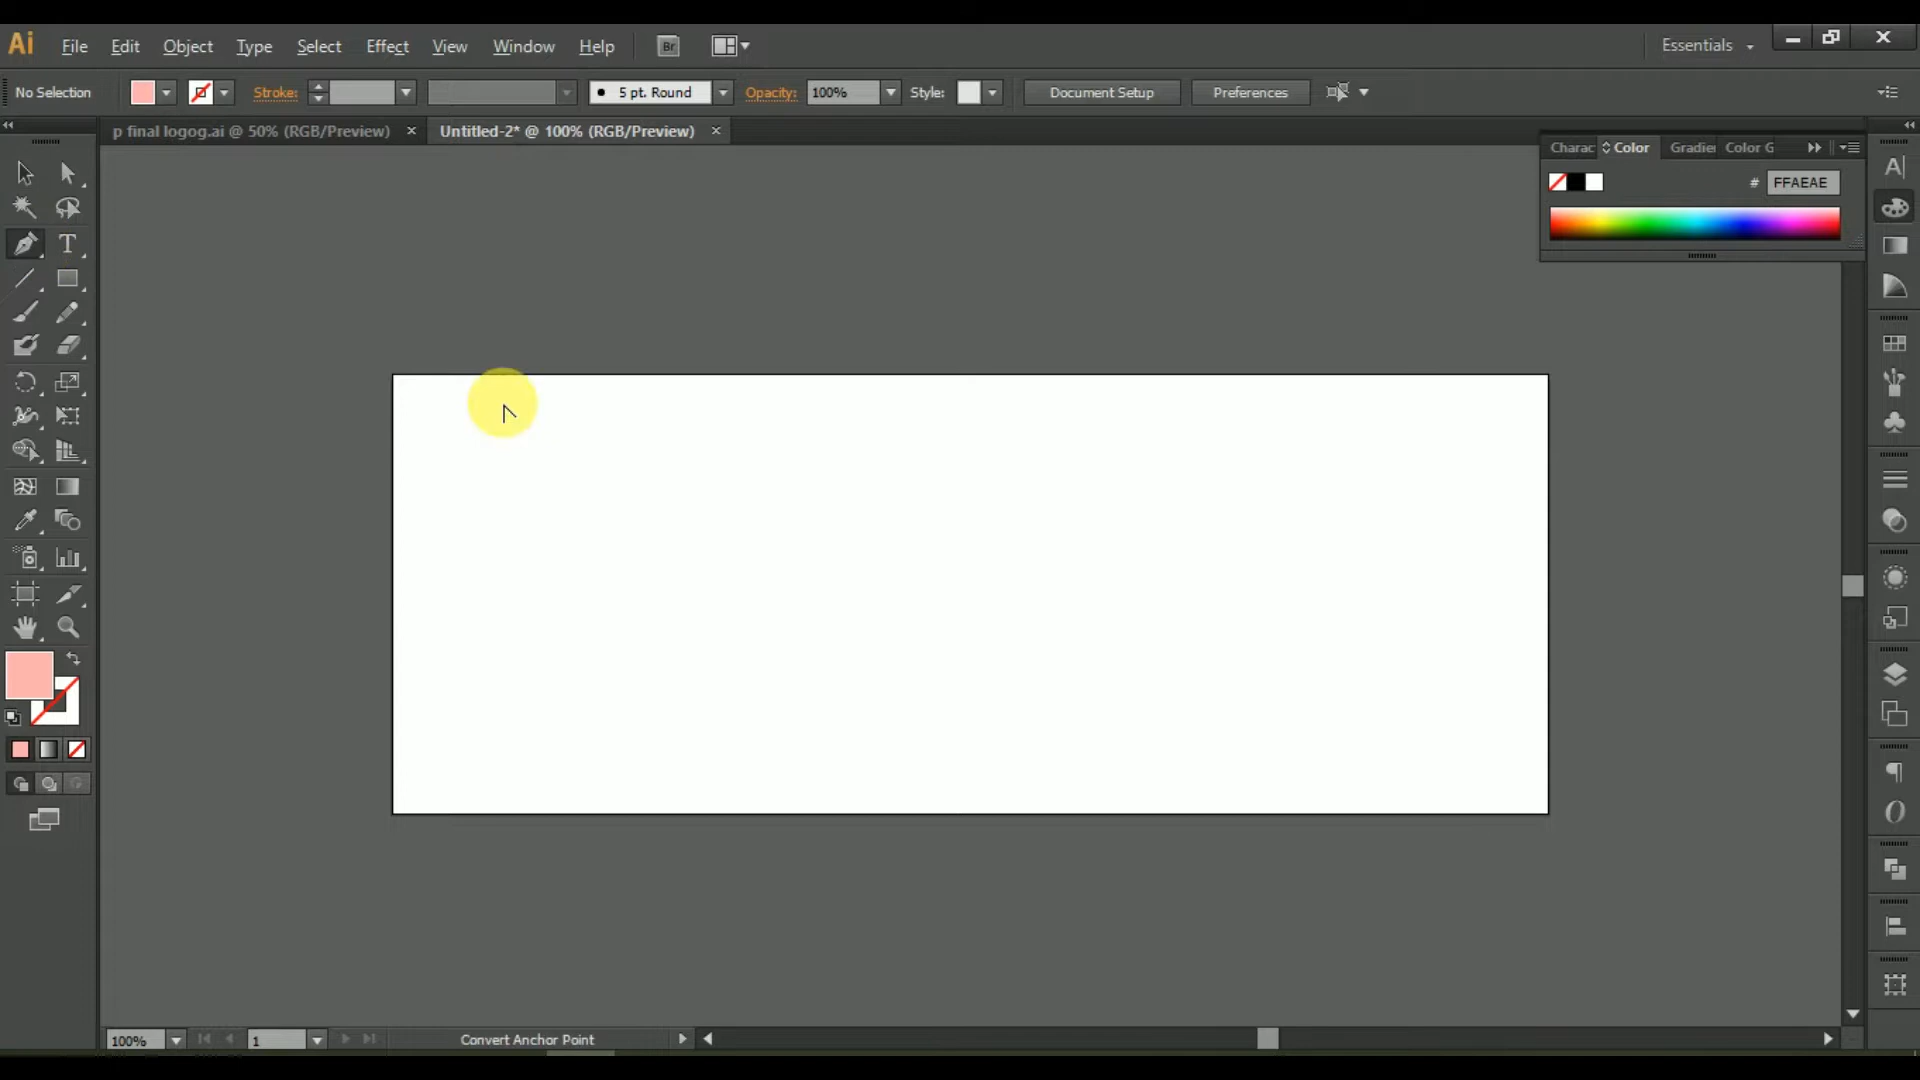 Ai File Edit Object Type Select Effect View Window Help Br Essentials
No Selection Stroke: 5 pt. Round Opacity: 100% Style: Document Setup Preferences
p final logog.ai @ 50% (RGB/Preview) × Untitled-2* @ 100% (RGB/Preview) ×
Charac Color Gradie Color G
# FFAEAE
100% 1 Convert Anchor Point